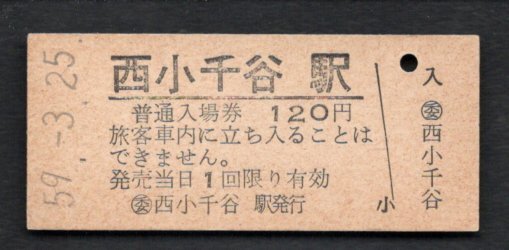 59.-3.25
西小千谷 駅
普通入場券 120円
旅客車内に立ち入ることは
できません。
発売当日1回限り有効
㊙西小千谷 駅発行
小
入
委西小千谷